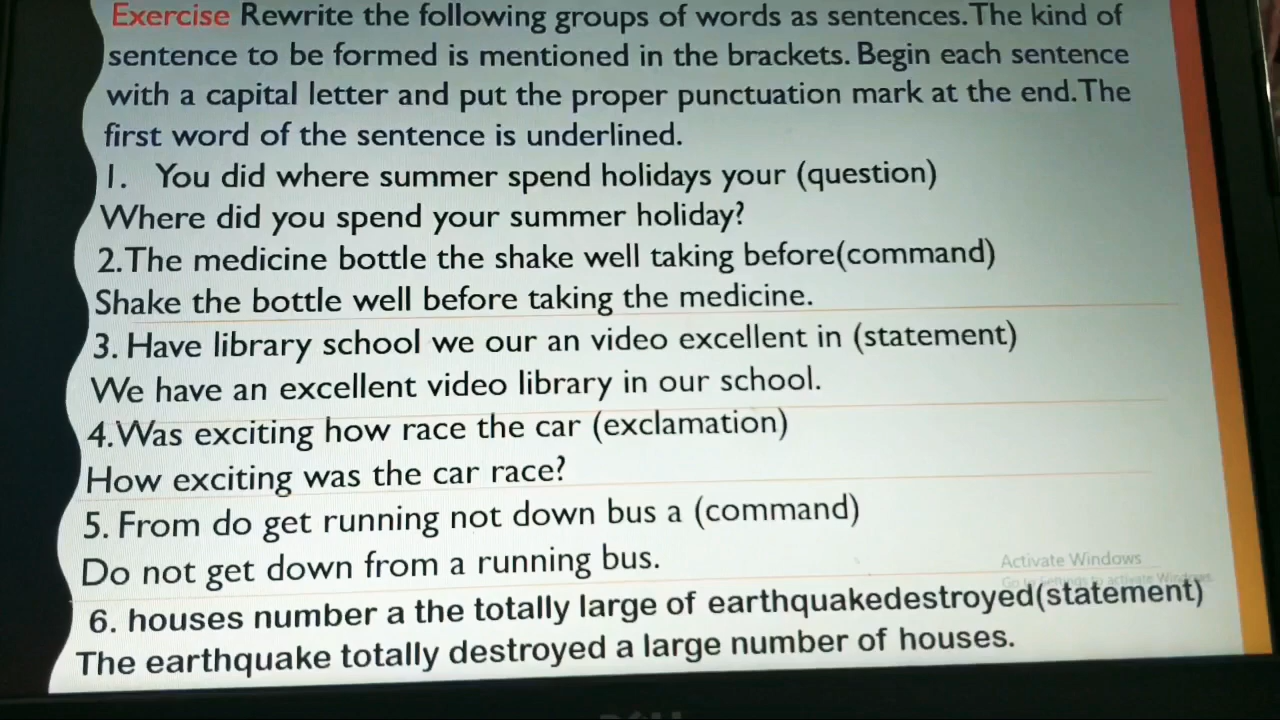 Exercise Rewrite the following groups of words as sentences. The kind of
sentence to be formed is mentioned in the brackets. Begin each sentence
with a capital letter and put the proper punctuation mark at the end. The
first word of the sentence is underlined.
1. You did where summer spend holidays your (question)
Where did you spend your summer holiday?
2.The medicine bottle the shake well taking before(command)
Shake the bottle well before taking the medicine.
3. Have library school we our an video excellent in (statement)
We have an excellent video library in our school.
4.Was exciting how race the car (exclamation)
How exciting was the car race?
5. From do get running not down bus a (command)
Do not get down from a running bus.
Activate Windows
Go to Settings to activate Windows.
6. houses number a the totally large of earthquakedestroyed(statement)
The earthquake totally destroyed a large number of houses.